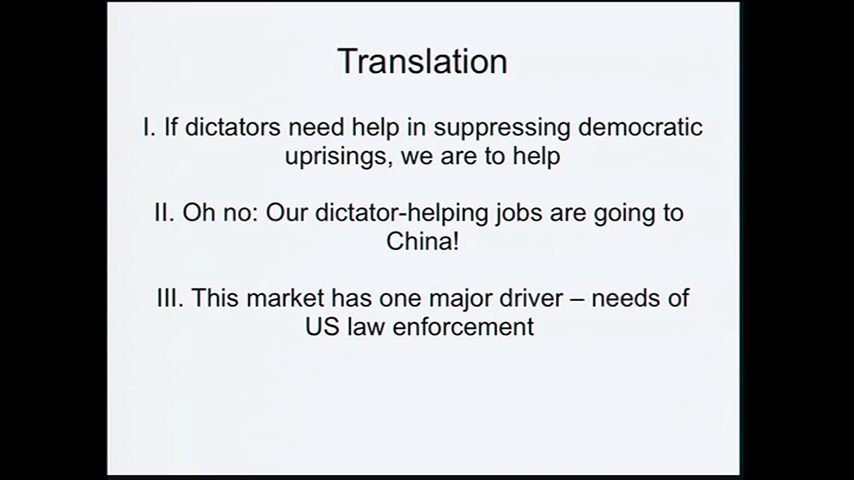 Translation
I. If dictators need help in suppressing democratic
uprisings, we are to help
II. Oh no: Our dictator-helping jobs are going to
China!
III. This market has one major driver – needs of
US law enforcement